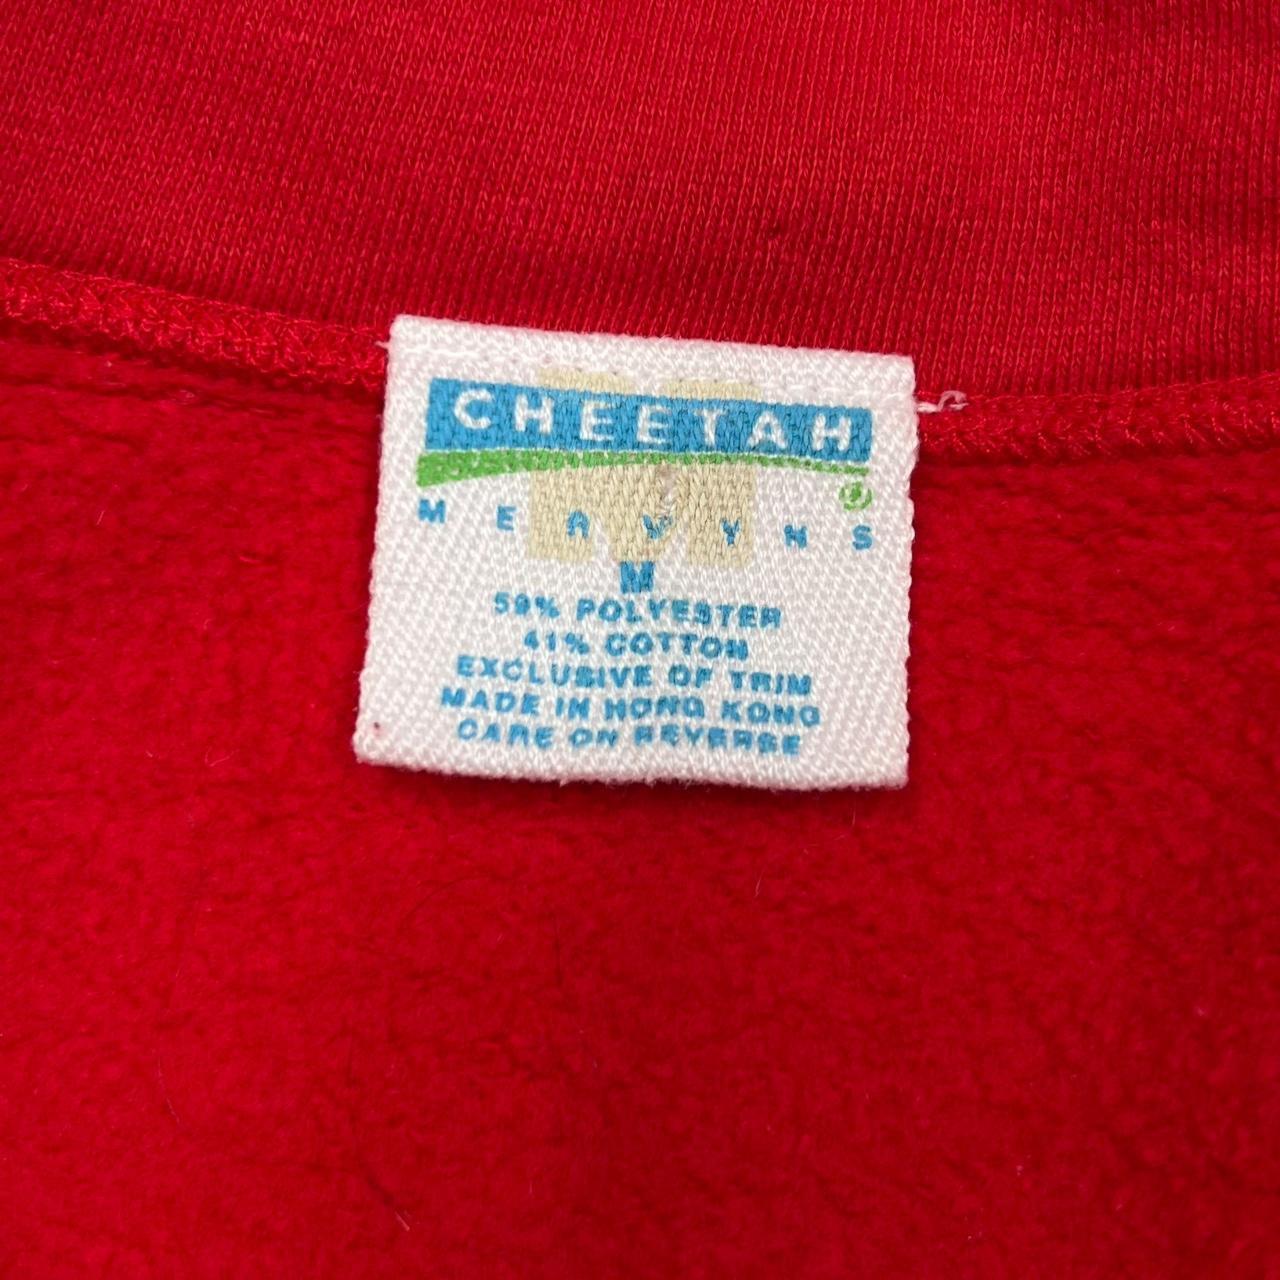 CHEETAH
®
MERVYNS
M
59% POLYESTER
41% COTTON
EXCLUSIVE OF TRIM
MADE IN HONG KONG
CARE ON REVERSE